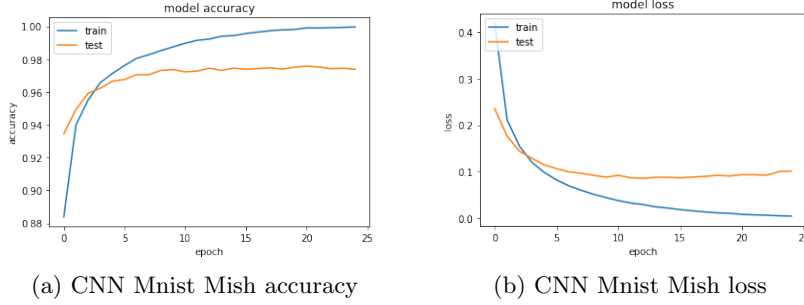 model accuracy
train
test
1.00
0.98
0.96
0.94
0.92
0.90
0.88
accuracy
0
5
10
15
20
25
epoch
(a) CNN Mnist Mish accuracy
model loss
train
test
0.4
0.3
0.2
0.1
0.0
loss
0
5
10
15
20
epoch
(b) CNN Mnist Mish loss